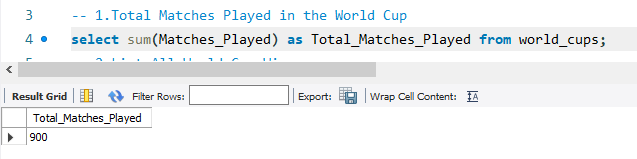 3 -- 1.Total Matches Played in the World Cup
4 select sum(Matches_Played) as Total_Matches_Played from world_cups;
Result Grid Filter Rows: Export: Wrap Cell Content:
Total_Matches_Played
900